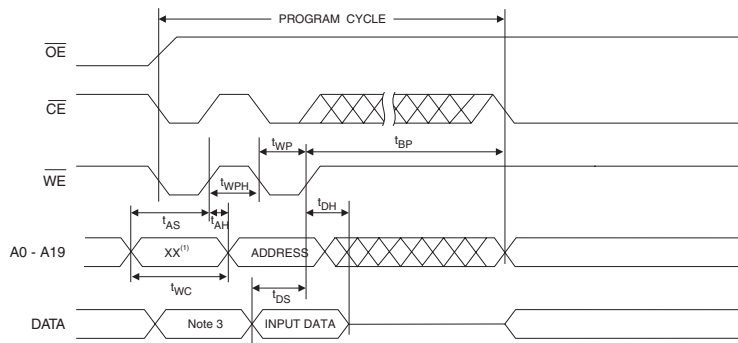 PROGRAM CYCLE
OE
CE
tWP
tBP
WE
tWPH
tDH
tAS
tAH
A0 - A19
XX(1)
ADDRESS
tWC
tDS
DATA
Note 3
INPUT DATA